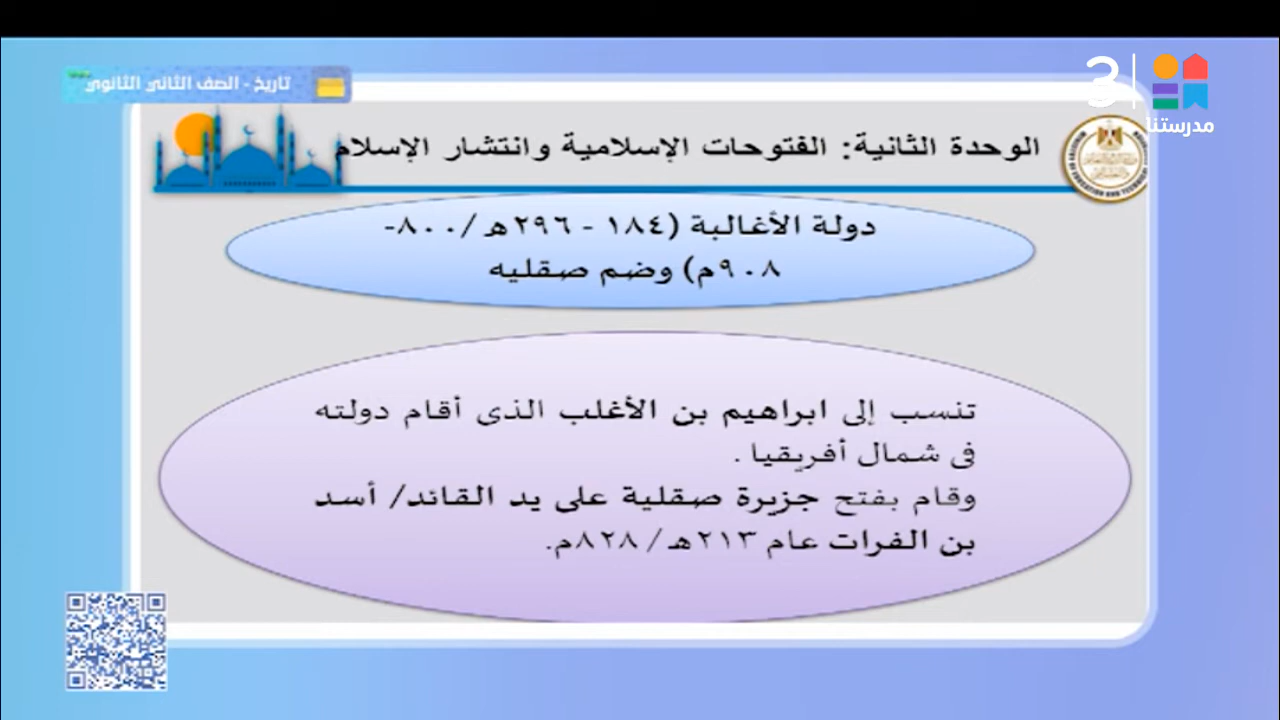 تاريخ - الصف الثاني الثانوي
3
مدرستنا
الوحدة الثانية: الفتوحات الإسلامية وانتشار الإسلام
دولة الأغالبة (١٨٤ - ٢٩٦هـ/٨٠٠-
٩٠٨م) وضم صقليه
تنسب إلى ابراهيم بن الأغلب الذى أقام دولته
فى شمال أفريقيا .
وقام بفتح جزيرة صقلية على يد القائد/ أسد
بن الفرات عام ٢١٣هـ/٨٢٨م.